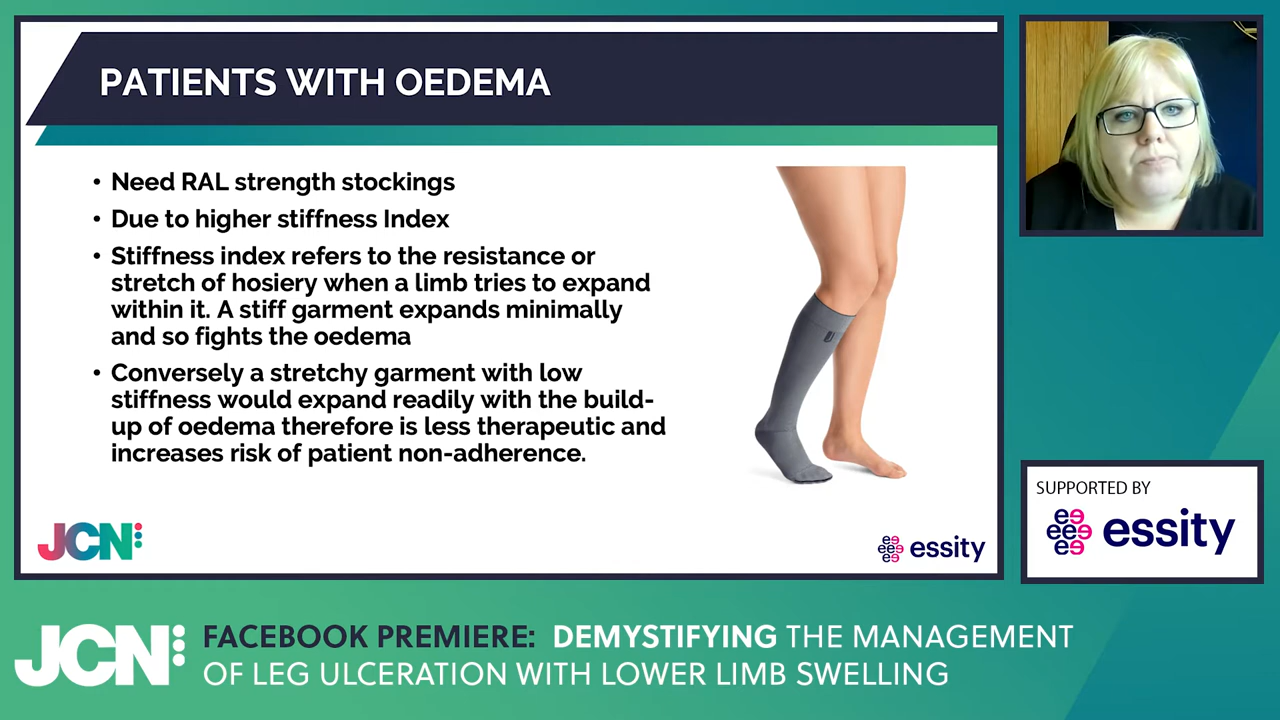 PATIENTS WITH OEDEMA
• Need RAL strength stockings
• Due to higher stiffness Index
• Stiffness index refers to the resistance or
stretch of hosiery when a limb tries to expand
within it. A stiff garment expands minimally
and so fights the oedema
• Conversely a stretchy garment with low
stiffness would expand readily with the build-
up of oedema therefore is less therapeutic and
increases risk of patient non-adherence.
JCN
essity
SUPPORTED BY
essity
JCN
FACEBOOK PREMIERE: DEMYSTIFYING THE MANAGEMENT
OF LEG ULCERATION WITH LOWER LIMB SWELLING